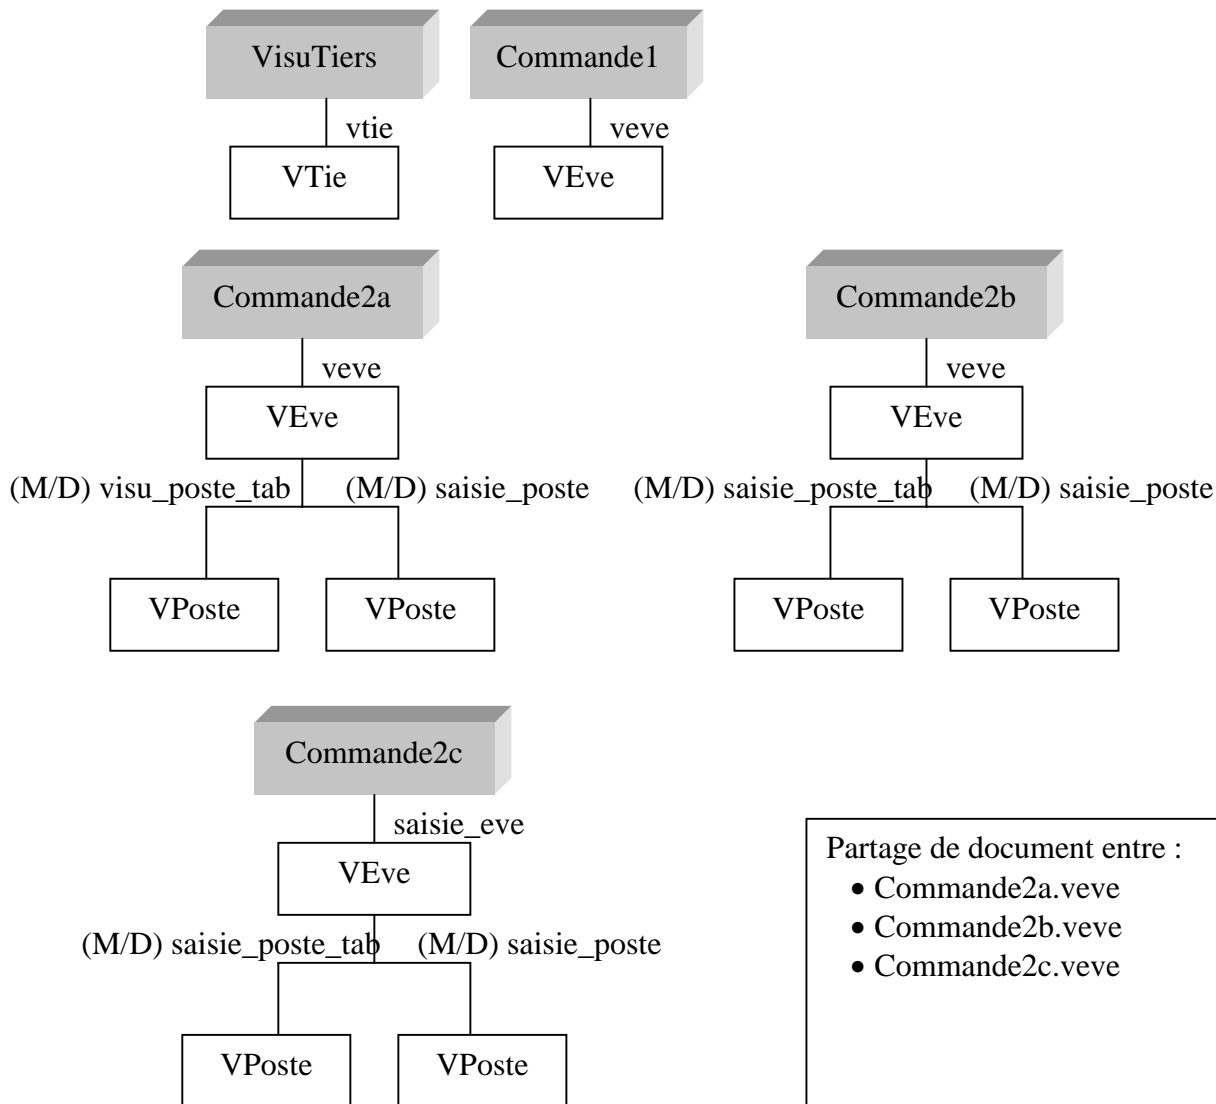 VisuTiers
Commande1
vtie
veve
VTie
VEve
Commande2a
Commande2b
veve
veve
VEve
VEve
(M/D) visu_poste_tab
(M/D) saisie_poste
(M/D) saisie_poste_tab
(M/D) saisie_poste
VPoste
VPoste
VPoste
VPoste
Commande2c
saisie_eve
VEve
(M/D) saisie_poste_tab
(M/D) saisie_poste
VPoste
VPoste
Partage de document entre :
• Commande2a.veve
• Commande2b.veve
• Commande2c.veve